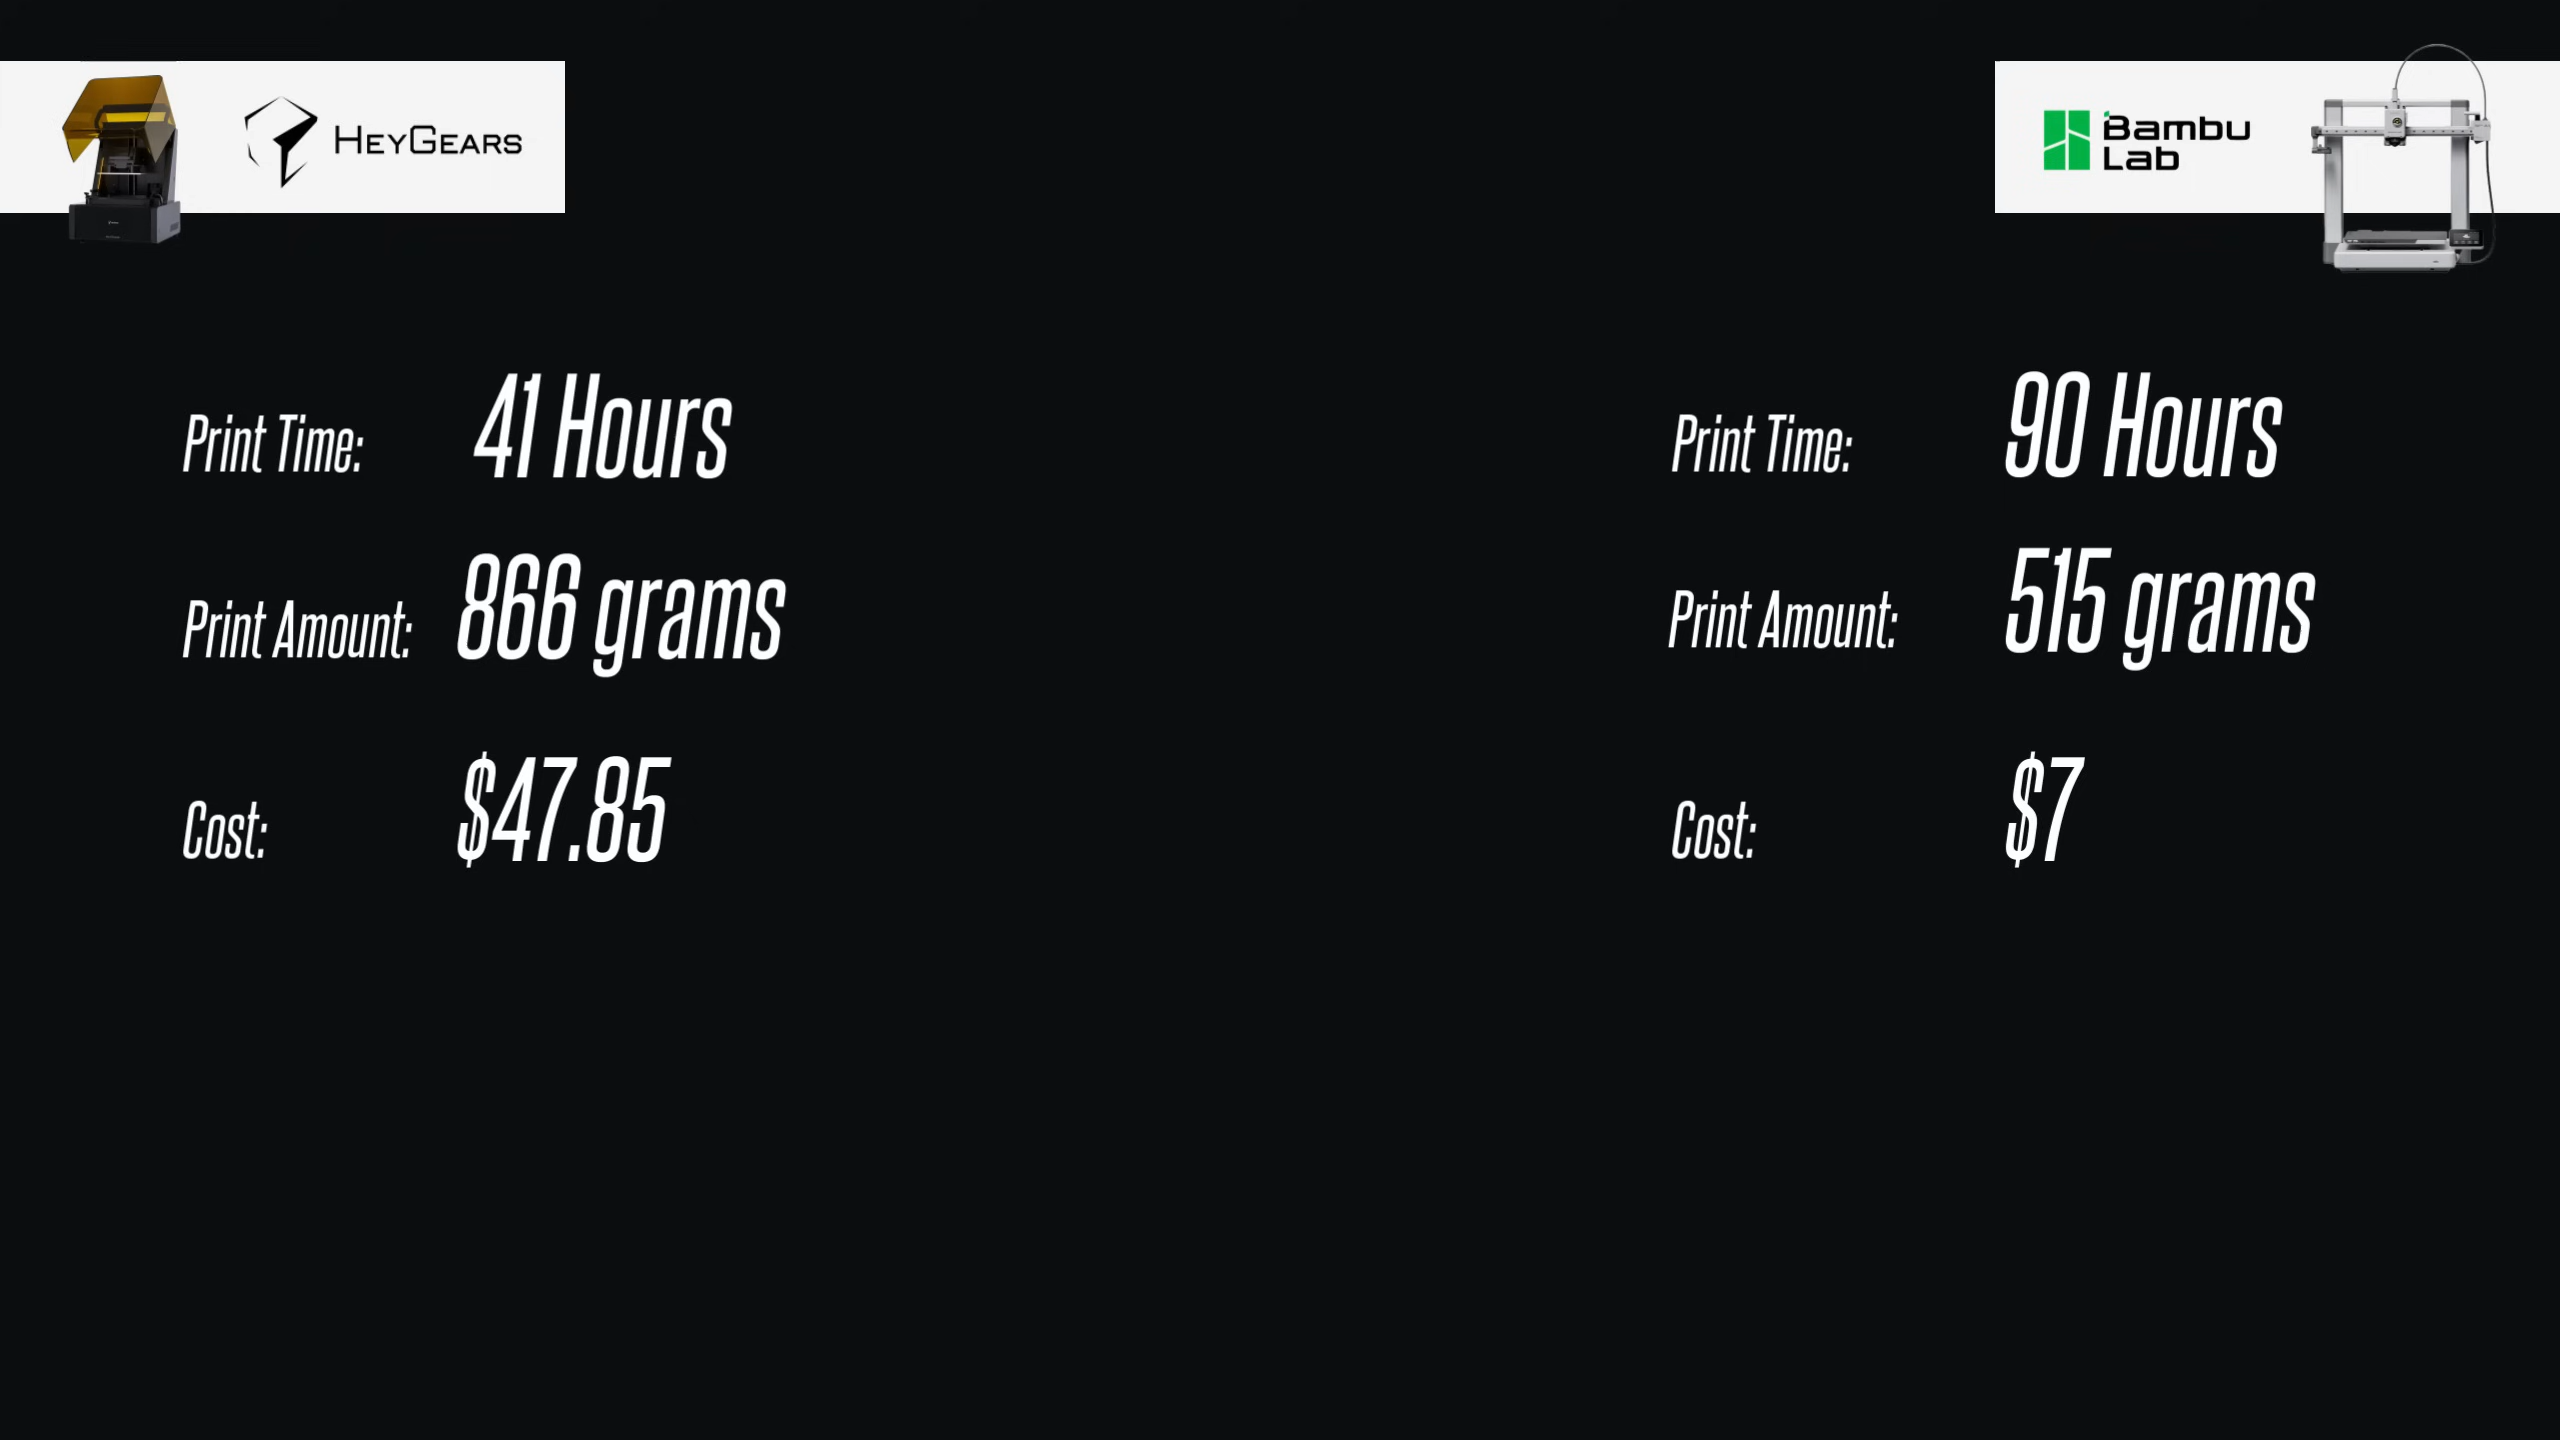 HEYGEARS
Bambu
Lab
Print Time: 41 Hours
Print Amount: 866 grams
Cost: $47.85
Print Time: 90 Hours
Print Amount: 515 grams
Cost: $7